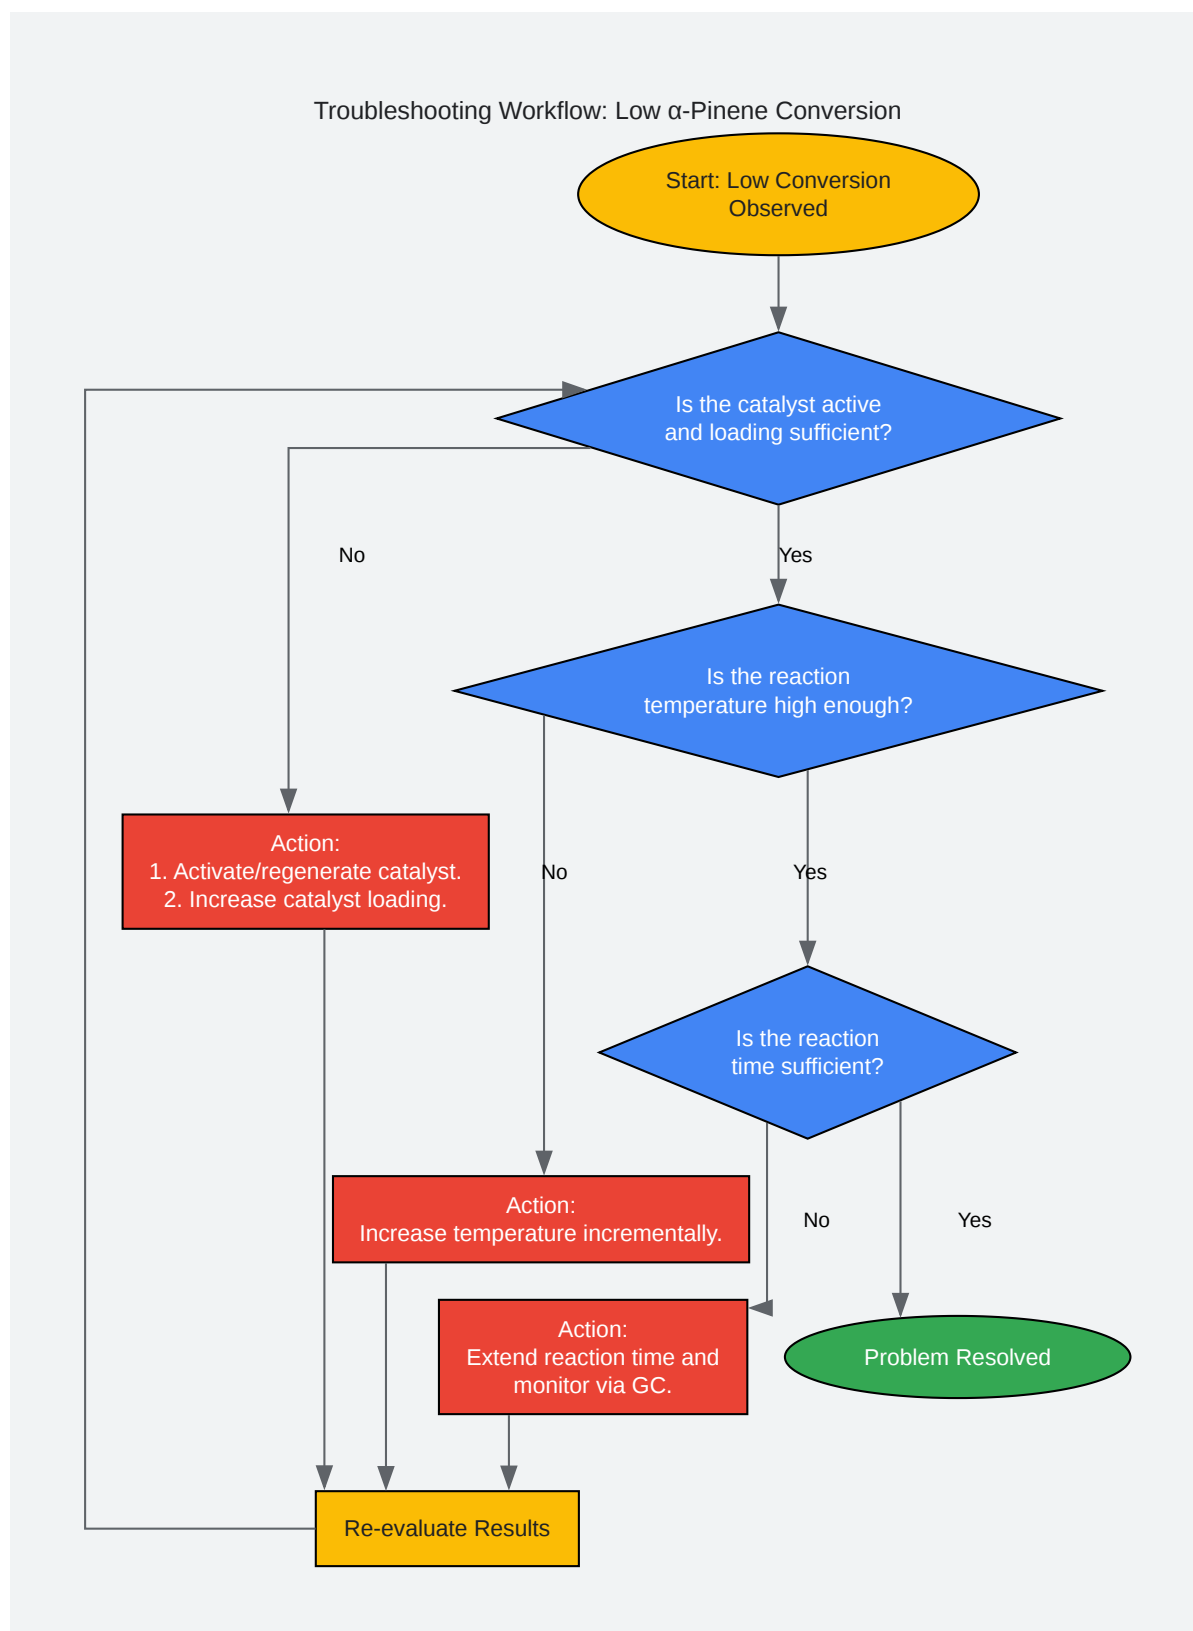 Troubleshooting Workflow: Low α-Pinene Conversion
Start: Low Conversion
Observed
Is the catalyst active
and loading sufficient?
No
Yes
Is the reaction
temperature high enough?
Action:
1. Activate/regenerate catalyst.
2. Increase catalyst loading.
No
Yes
Is the reaction
time sufficient?
Action:
Increase temperature incrementally.
No
Yes
Action:
Extend reaction time and
monitor via GC.
Problem Resolved
Re-evaluate Results